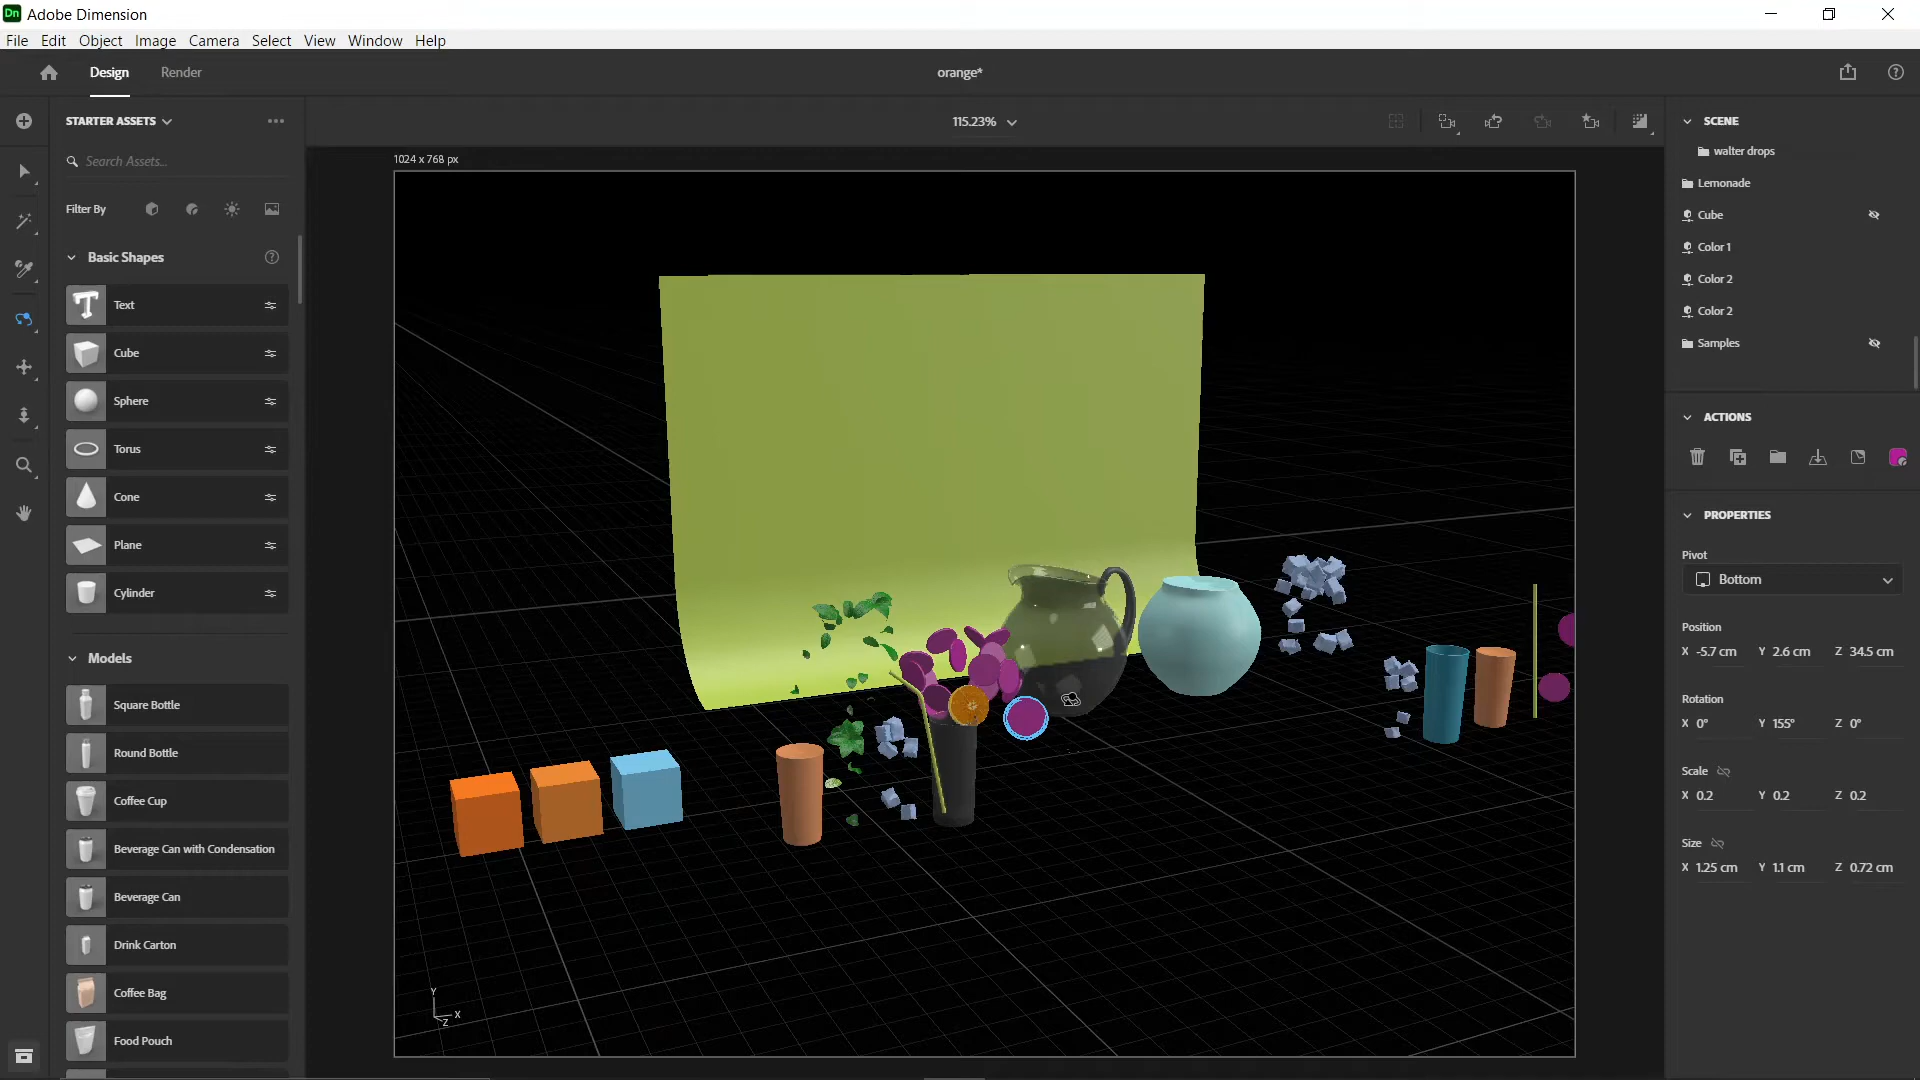 Dn Adobe Dimension
File Edit Object Image Camera Select View Window Help
Design Render orange*
STARTER ASSETS
Search Assets...
Filter By
Basic Shapes
Text
Cube
Sphere
Torus
Cone
Plane
Cylinder
Models
Square Bottle
Round Bottle
Coffee Cup
Beverage Can with Condensation
Beverage Can
Drink Carton
Coffee Bag
Food Pouch
115.23%
1024 x 768 px
Y
X
Z
SCENE
walter drops
Lemonade
Cube
Color 1
Color 2
Color 2
Samples
ACTIONS
PROPERTIES
Pivot
Bottom
Position
X -5.7 cm Y 2.6 cm Z 34.5 cm
Rotation
X 0° Y 155° Z 0°
Scale
X 0.2 Y 0.2 Z 0.2
Size
X 1.25 cm Y 1.1 cm Z 0.72 cm